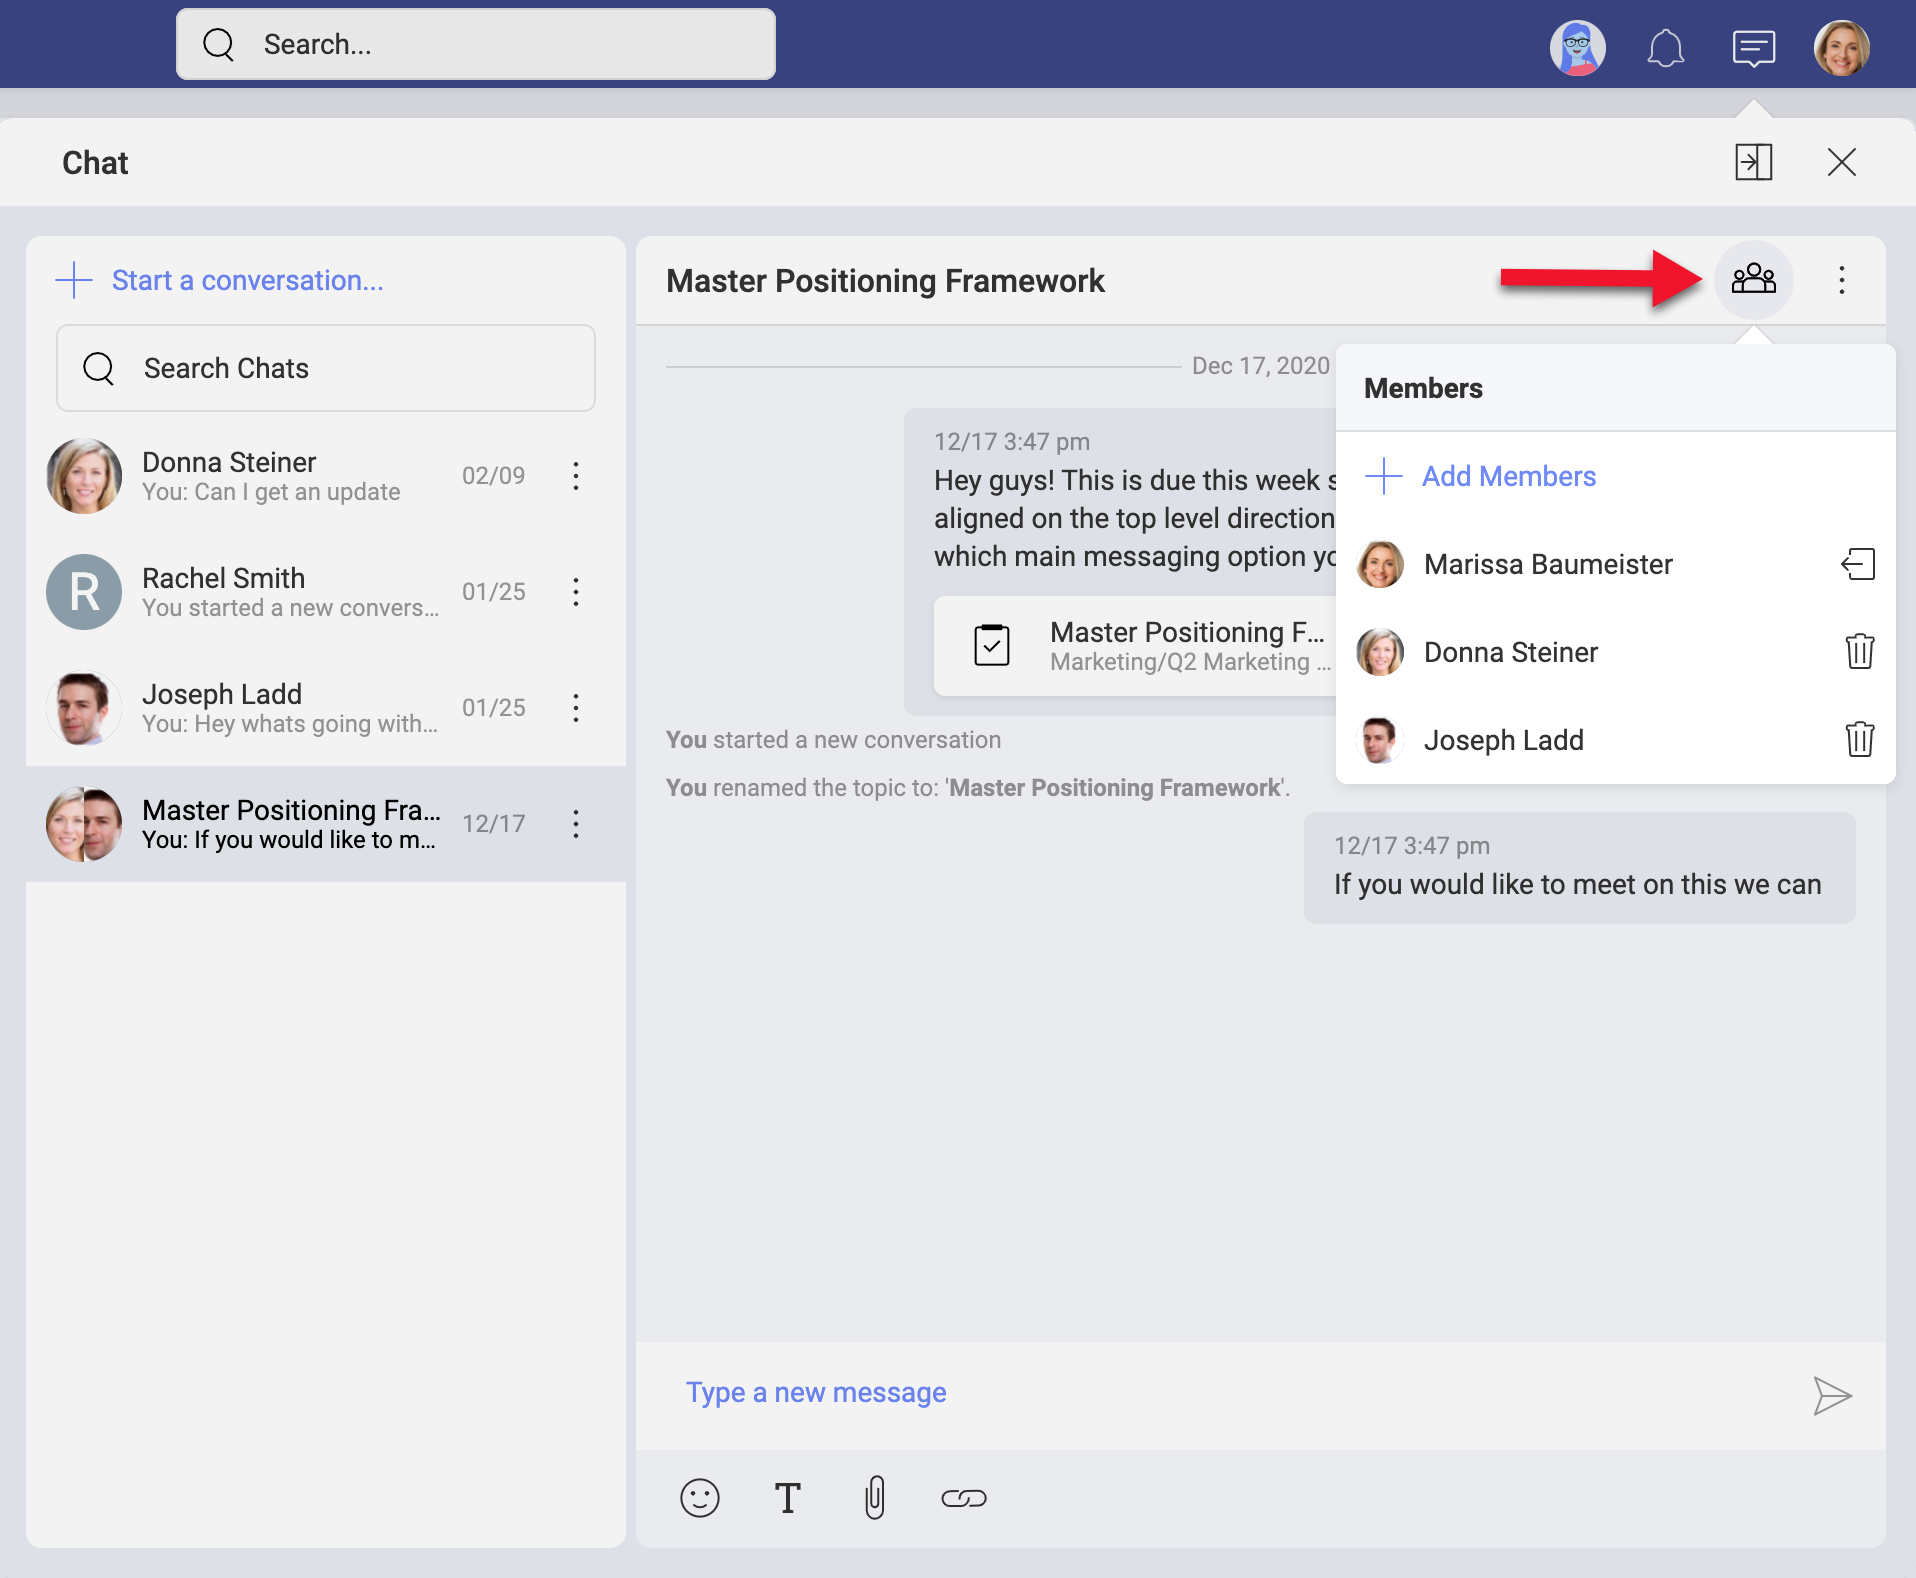 Search...
Chat
Start a conversation...
Search Chats
Donna Steiner
You: Can I get an update
02/09
R
Rachel Smith
You started a new convers...
01/25
Joseph Ladd
You: Hey whats going with...
01/25
Master Positioning Fra...
You: If you would like to m...
12/17
Master Positioning Framework
Dec 17, 2020
12/17 3:47 pm
Hey guys! This is due this week s
aligned on the top level direction
which main messaging option yo
Master Positioning F...
Marketing/Q2 Marketing ...
You started a new conversation
You renamed the topic to: 'Master Positioning Framework'.
12/17 3:47 pm
If you would like to meet on this we can
Members
Add Members
Marissa Baumeister
Donna Steiner
Joseph Ladd
Type a new message
T